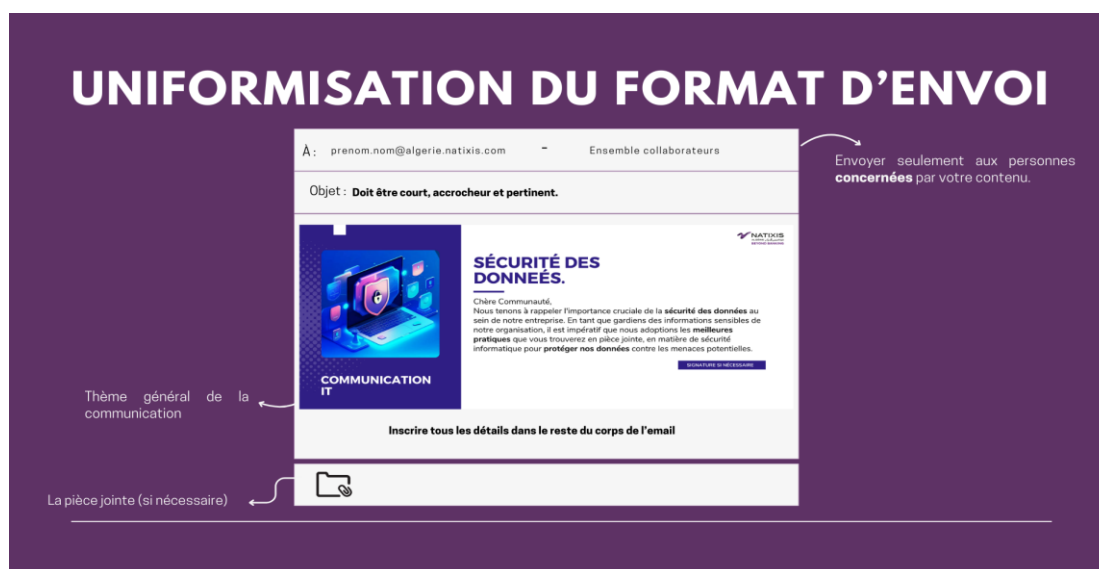 UNIFORMISATION DU FORMAT D’ENVOI
À : prenom.nom@algerie.natixis.com - Ensemble collaborateurs
Envoyer seulement aux personnes
concernées par votre contenu.
Objet : Doit être court, accrocheur et pertinent.
NATIXIS
SÉCURITÉ DES
DONNEÉS.
Chère Communauté,
Nous tenons à rappeler l'importance cruciale de la sécurité des données au
sein de notre entreprise. En tant que gardiens des informations sensibles de
notre organisation, il est impératif que nous adoptions les meilleures
pratiques que vous trouverez en pièce jointe, en matière de sécurité
informatique pour protéger nos données contre les menaces potentielles.
SIGNATURE SI NÉCESSAIRE
COMMUNICATION
IT
Thème général de la
communication
Inscrire tous les détails dans le reste du corps de l'email
La pièce jointe (si nécessaire)